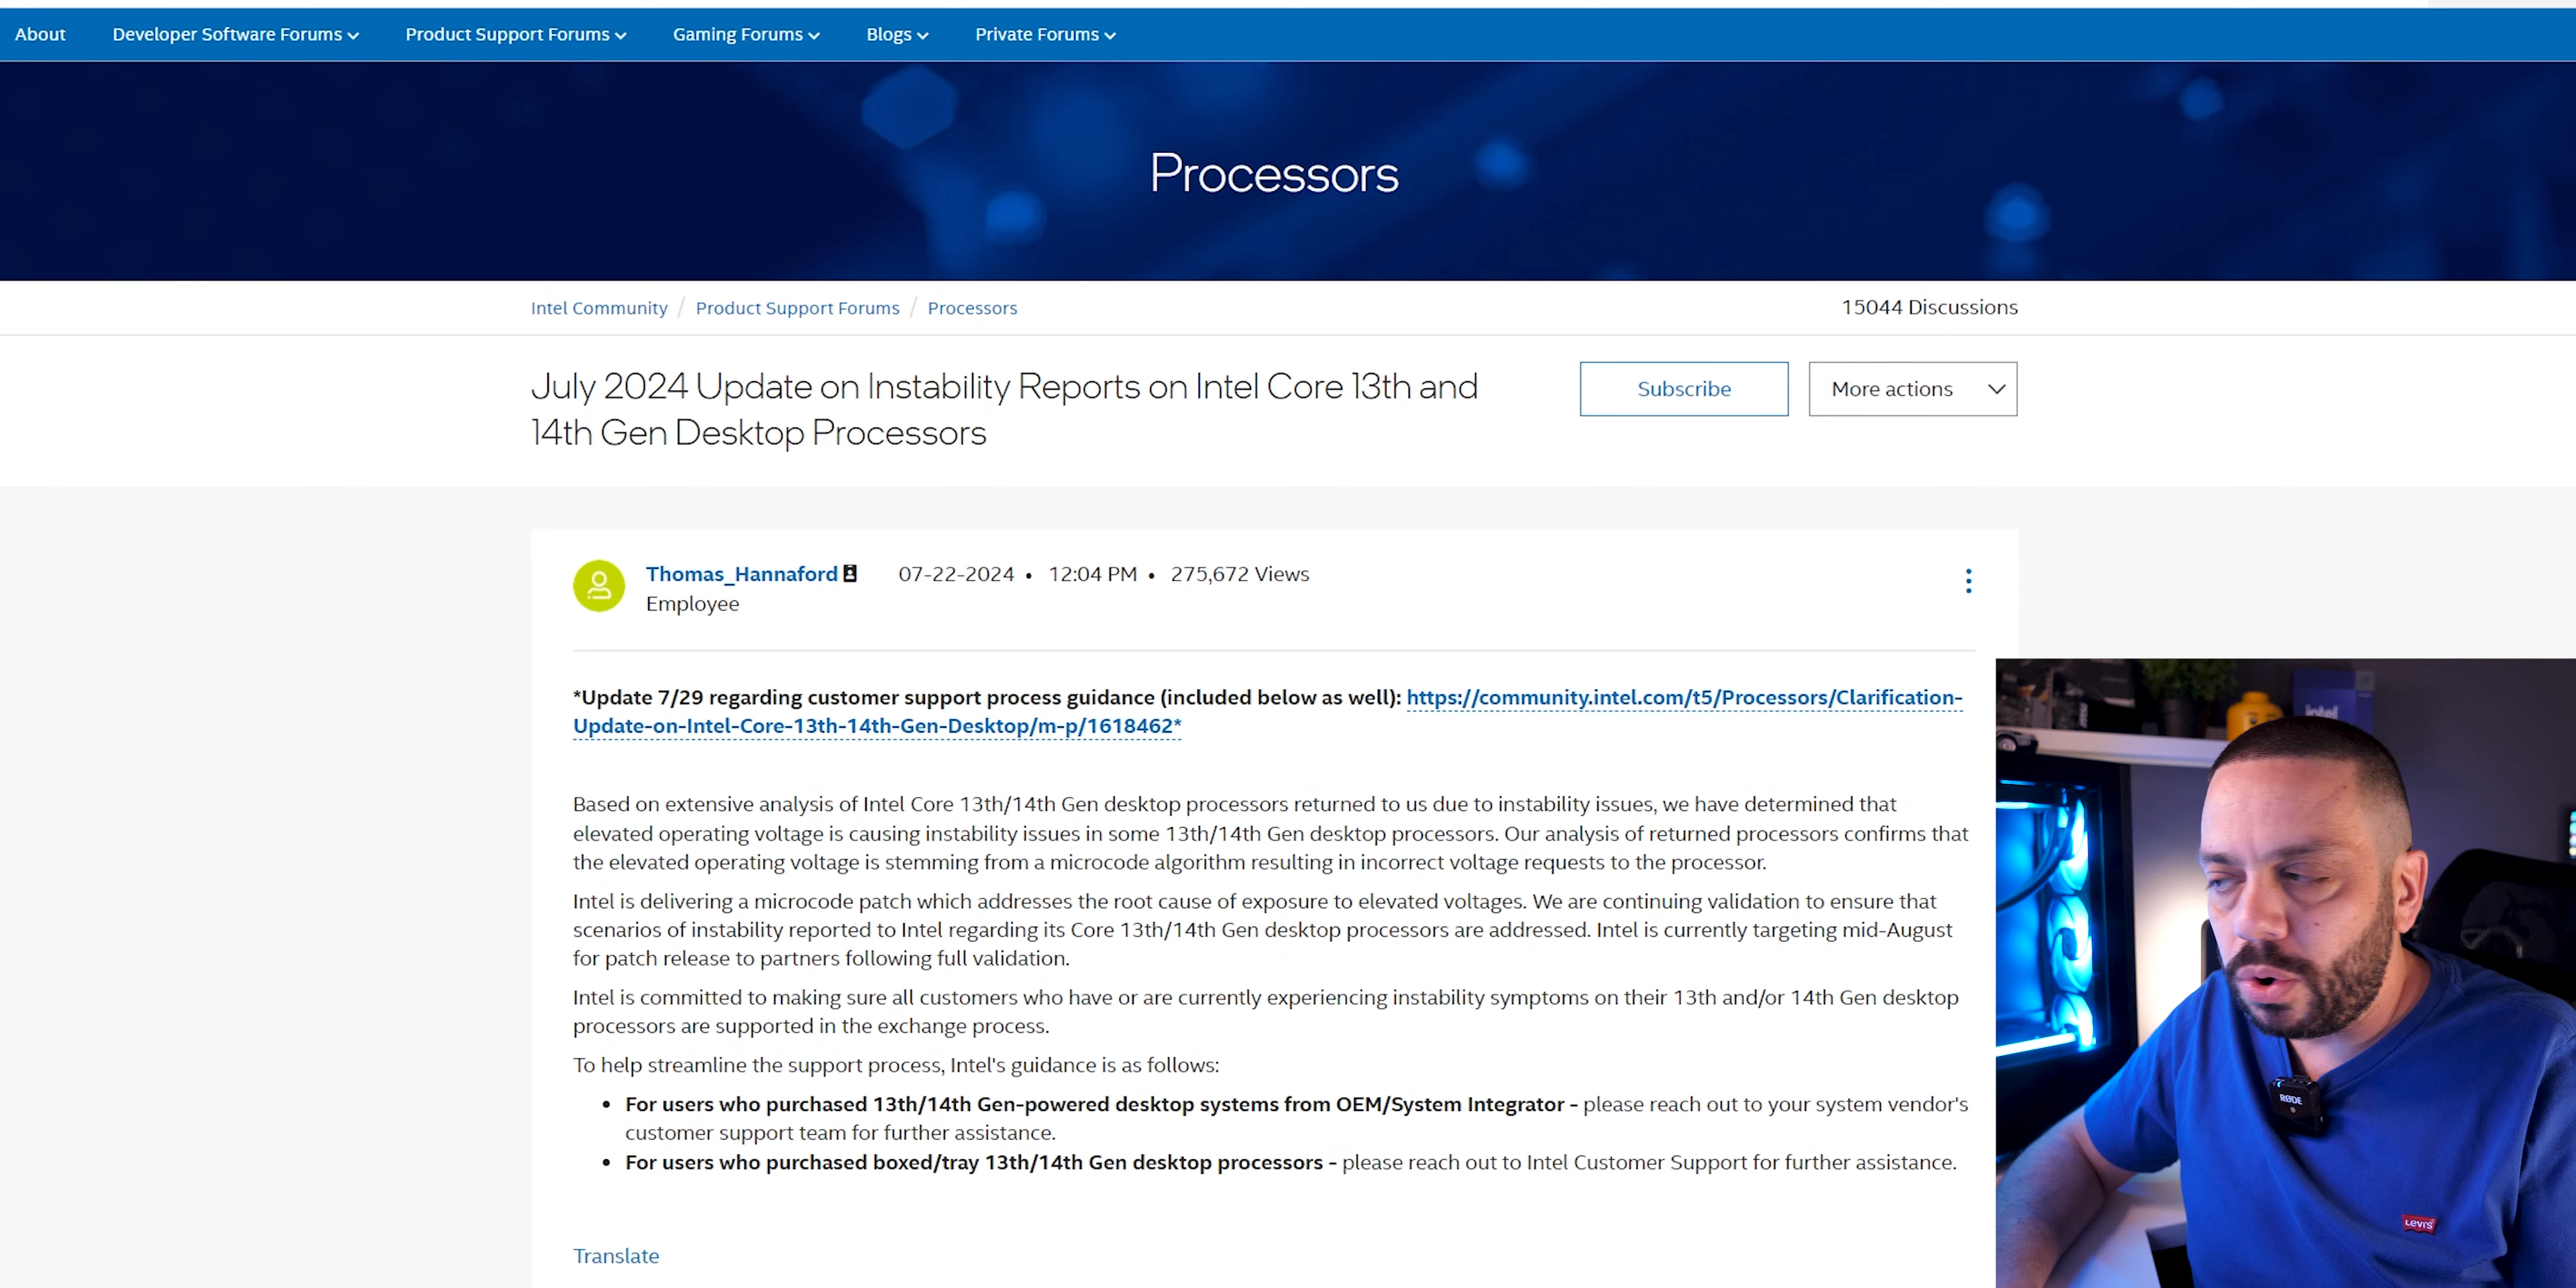 About Developer Software Forums Product Support Forums Gaming Forums Blogs Private Forums
Processors
Intel Community / Product Support Forums / Processors
15044 Discussions
July 2024 Update on Instability Reports on Intel Core 13th and
14th Gen Desktop Processors
Subscribe
More actions
Thomas_Hannaford 07-22-2024 • 12:04 PM • 275,672 Views
Employee
*Update 7/29 regarding customer support process guidance (included below as well): https://community.intel.com/t5/Processors/Clarification-
Update-on-Intel-Core-13th-14th-Gen-Desktop/m-p/1618462*
Based on extensive analysis of Intel Core 13th/14th Gen desktop processors returned to us due to instability issues, we have determined that
elevated operating voltage is causing instability issues in some 13th/14th Gen desktop processors. Our analysis of returned processors confirms that
the elevated operating voltage is stemming from a microcode algorithm resulting in incorrect voltage requests to the processor.
Intel is delivering a microcode patch which addresses the root cause of exposure to elevated voltages. We are continuing validation to ensure that
scenarios of instability reported to Intel regarding its Core 13th/14th Gen desktop processors are addressed. Intel is currently targeting mid-August
for patch release to partners following full validation.
Intel is committed to making sure all customers who have or are currently experiencing instability symptoms on their 13th and/or 14th Gen desktop
processors are supported in the exchange process.
To help streamline the support process, Intel's guidance is as follows:
• For users who purchased 13th/14th Gen-powered desktop systems from OEM/System Integrator - please reach out to your system vendor's
customer support team for further assistance.
• For users who purchased boxed/tray 13th/14th Gen desktop processors - please reach out to Intel Customer Support for further assistance.
Translate
intel
RØDE
LEVI'S